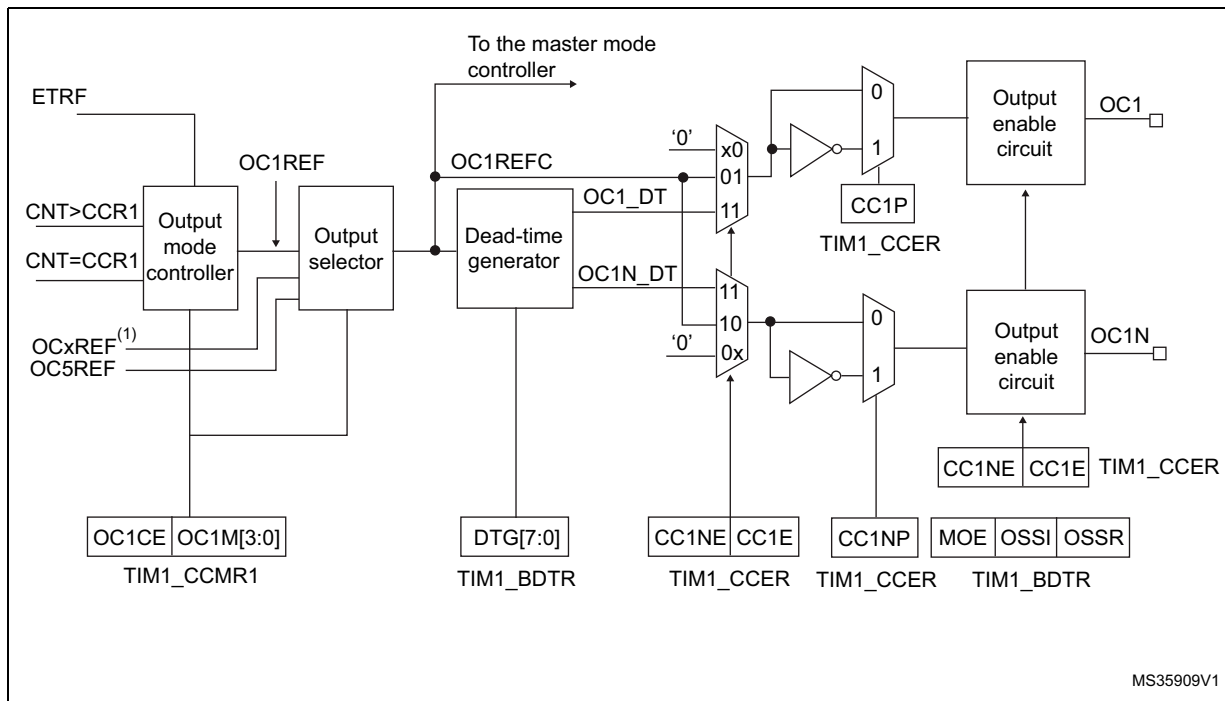 To the master mode
controller
ETRF
OC1REF
CNT>CCR1
CNT=CCR1
Output
mode
controller
OCxREF(1)
OC5REF
Output
selector
OC1REFC
Dead-time
generator
OC1_DT
OC1N_DT
‘0’
x0
01
11
11
10
‘0’
0x
0
1
CC1P
TIM1_CCER
0
1
Output
enable
circuit
OC1
Output
enable
circuit
OC1N
CC1NE CC1E TIM1_CCER
OC1CE OC1M[3:0]
TIM1_CCMR1
DTG[7:0]
TIM1_BDTR
CC1NE CC1E
TIM1_CCER
CC1NP
TIM1_CCER
MOE OSSI OSSR
TIM1_BDTR
MS35909V1